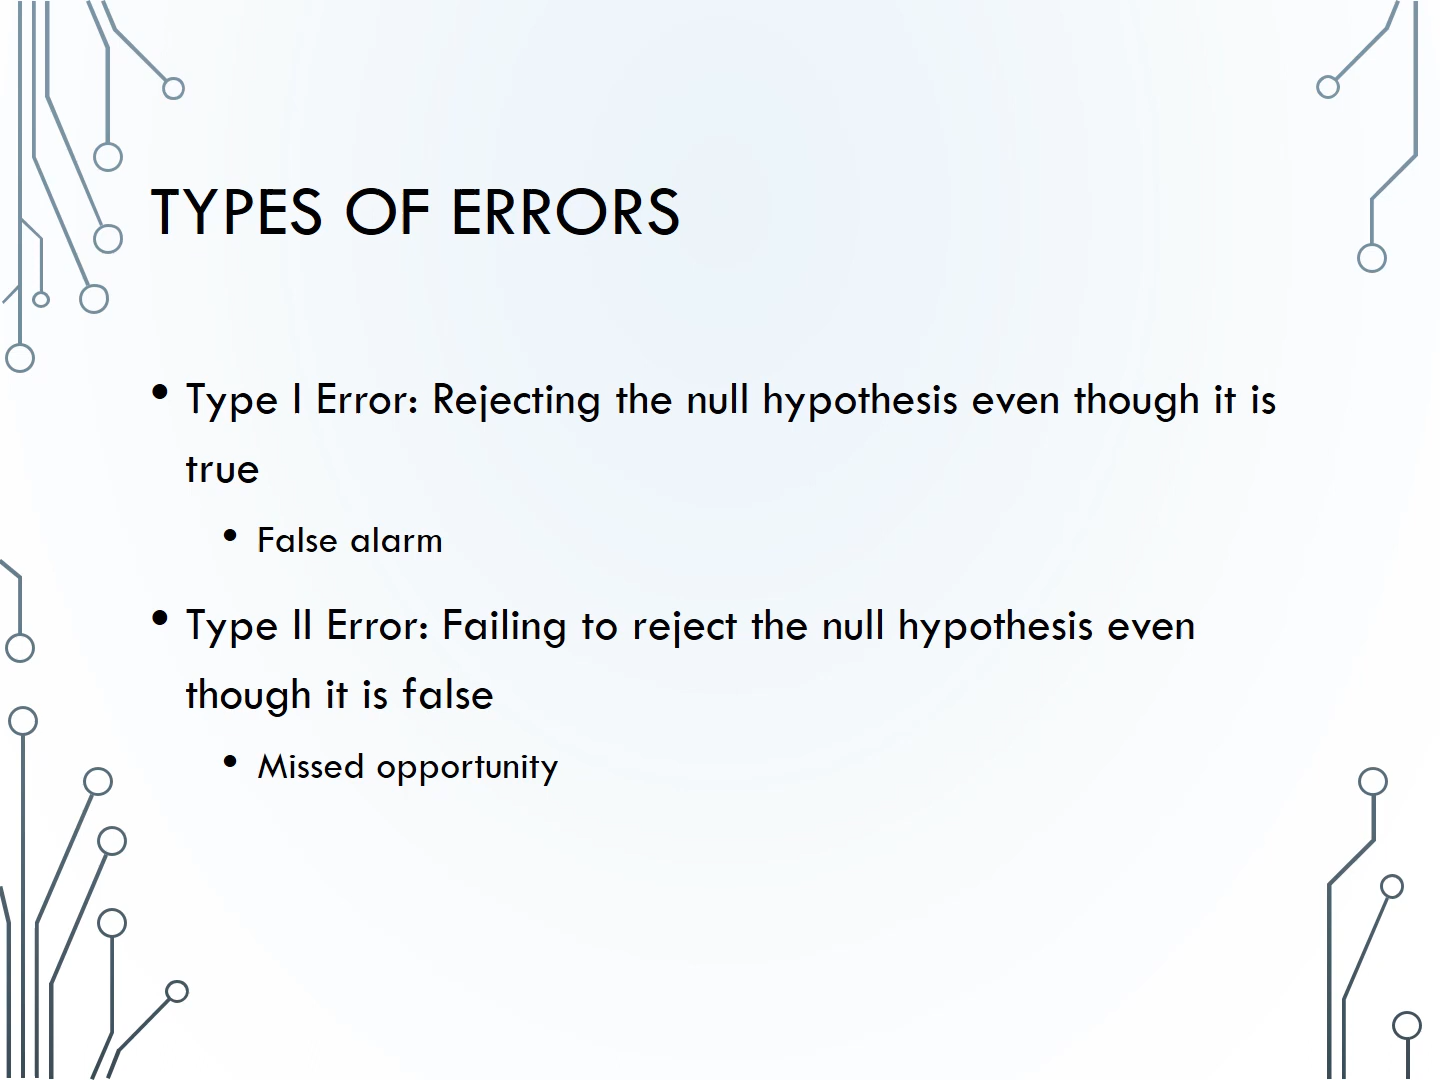 TYPES OF ERRORS
• Type I Error: Rejecting the null hypothesis even though it is
true
• False alarm
• Type II Error: Failing to reject the null hypothesis even
though it is false
• Missed opportunity